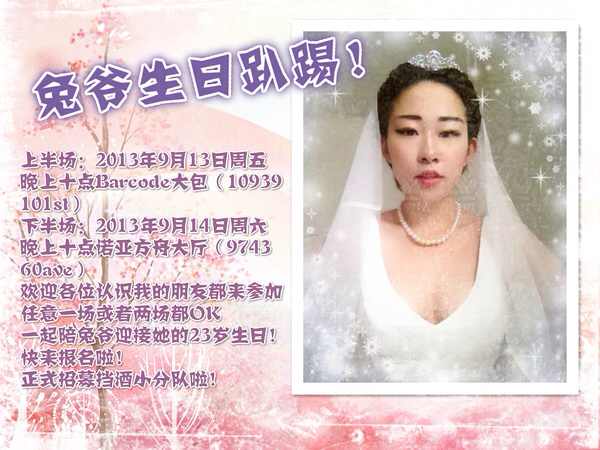 兔爷生日趴踢!
上半场：2013年9月13日周五
晚上十点Barcode大包（10939
101st）
下半场：2013年9月14日周六
晚上十点诺亚方舟大厅（9743
60ave）
欢迎各位认识我的朋友都来参加
任意一场或者两场都OK
一起陪兔爷迎接她的23岁生日!
快来报名啦!
正式招募挡酒小分队啦!